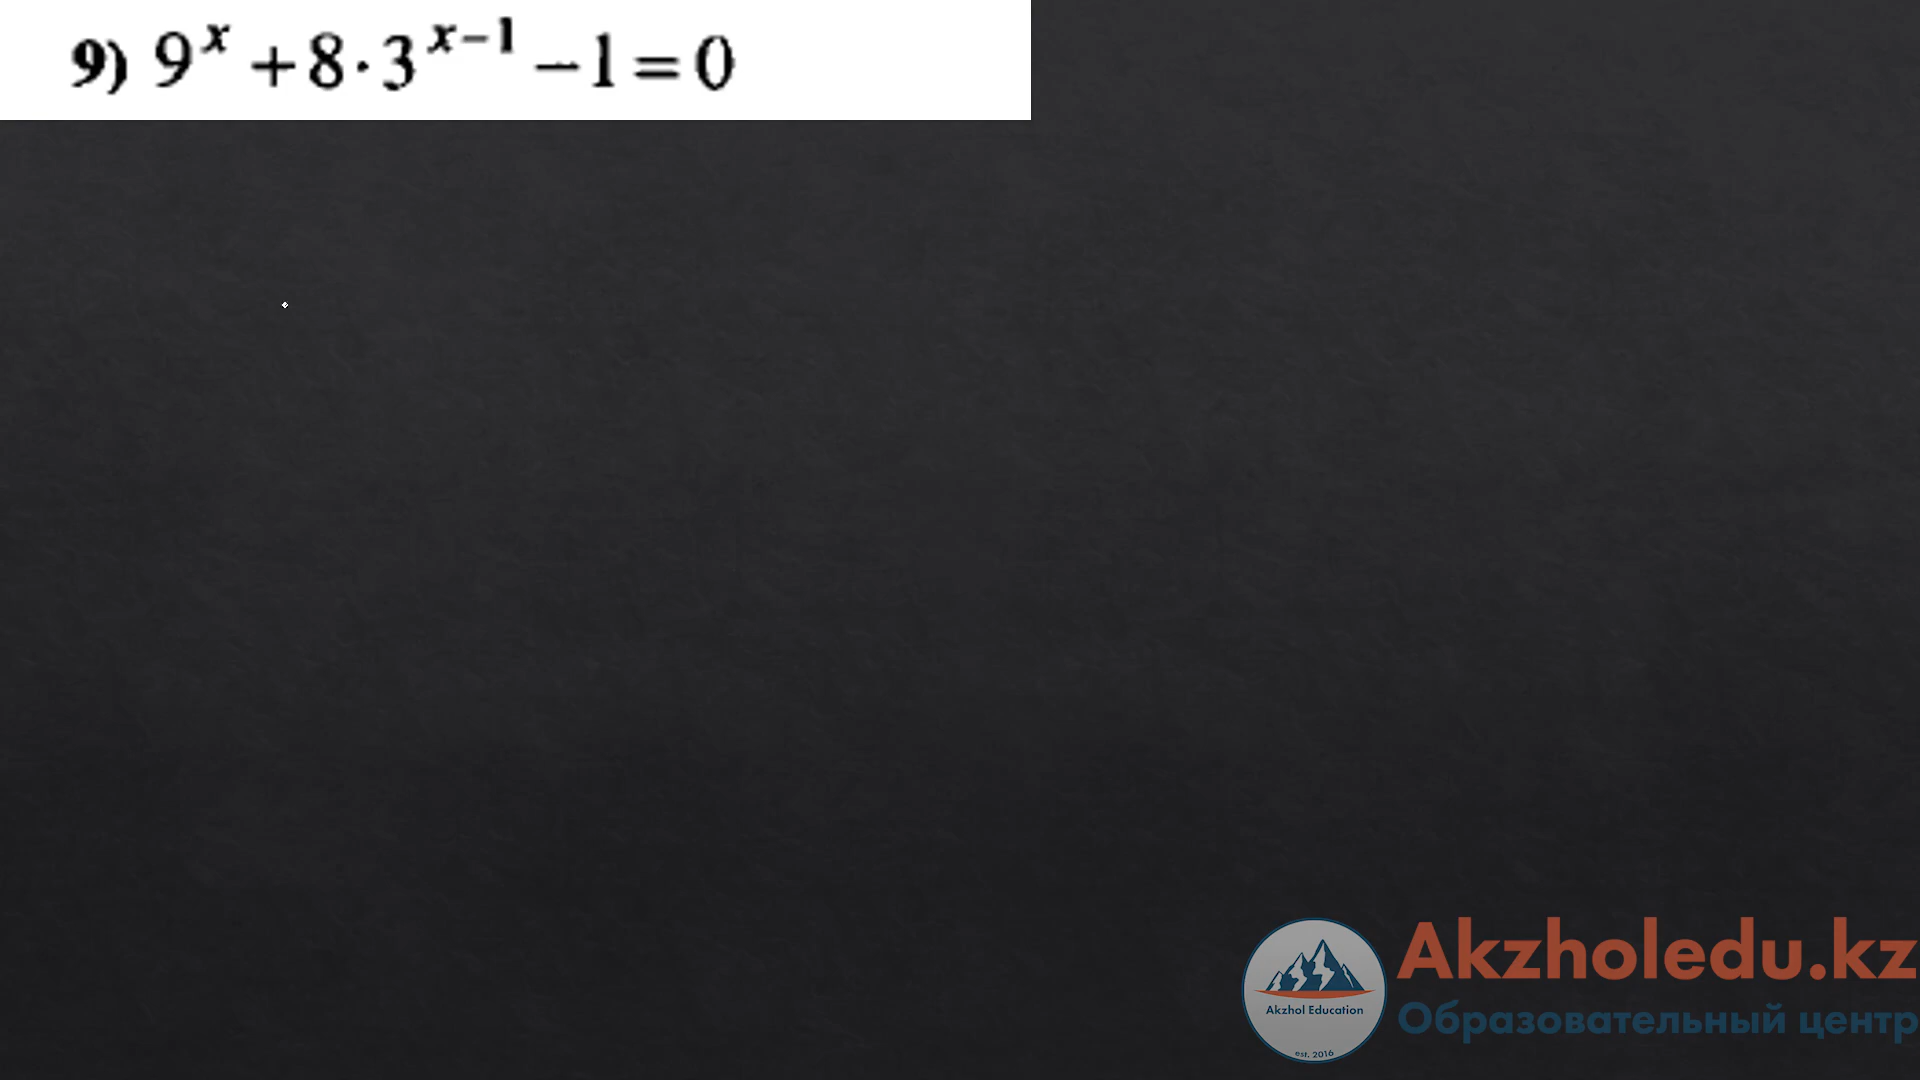 9) 9^x + 8 · 3^{x-1} - 1 = 0
Akzholedu.kz
Образовательный центр
Akzhol Education
est. 2016